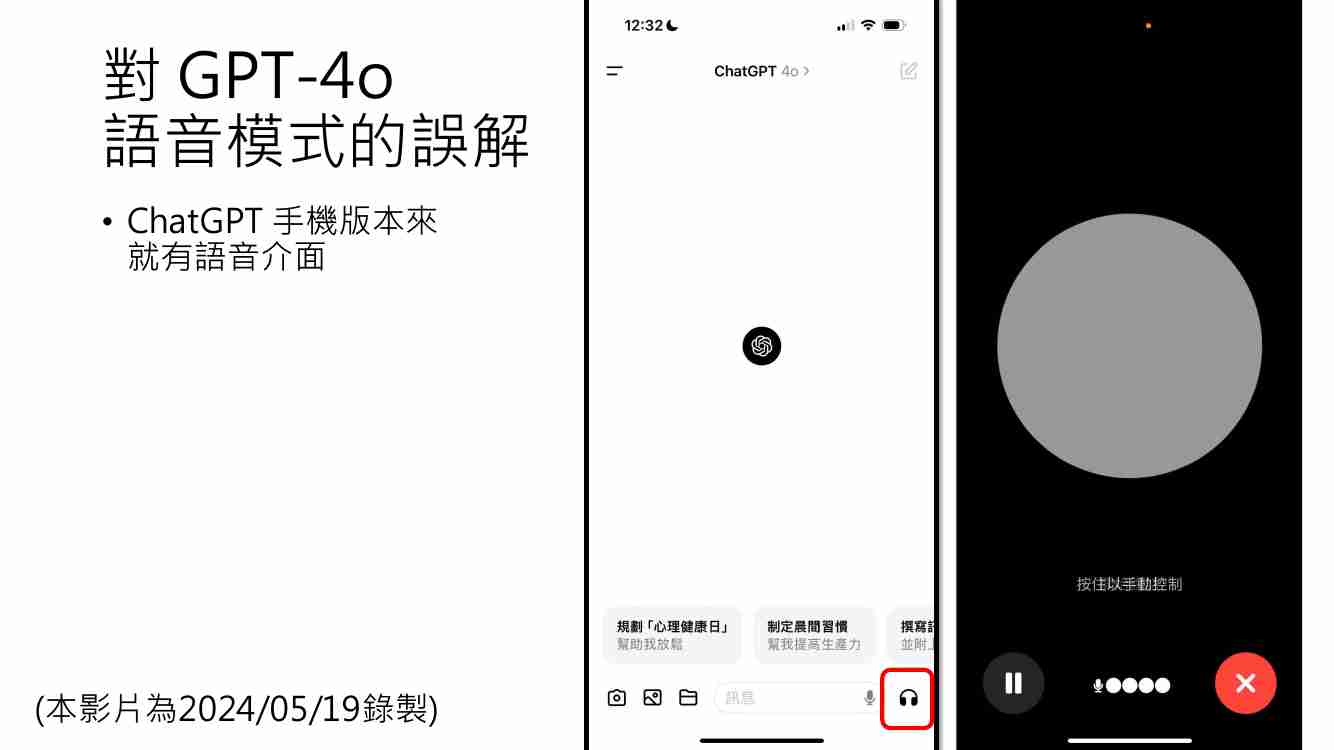 對 GPT-4o
語音模式的誤解
• ChatGPT 手機版本來
就有語音介面
(本影片為2024/05/19錄製)
12:32
ChatGPT 4o >
規劃「心理健康日」
幫助我放鬆
制定晨間習慣
幫我提高生產力
撰寫
並附上
訊息
按住以手動控制